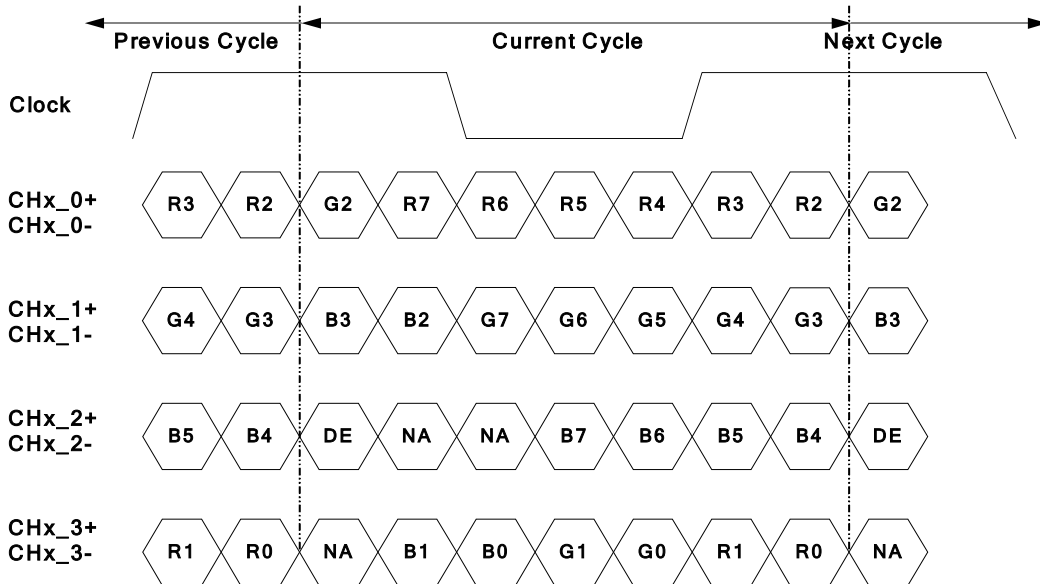 Previous Cycle Current Cycle Next Cycle
Clock
CHx_0+
CHx_0-
R3 R2 G2 R7 R6 R5 R4 R3 R2 G2
CHx_1+
CHx_1-
G4 G3 B3 B2 G7 G6 G5 G4 G3 B3
CHx_2+
CHx_2-
B5 B4 DE NA NA B7 B6 B5 B4 DE
CHx_3+
CHx_3-
R1 R0 NA B1 B0 G1 G0 R1 R0 NA